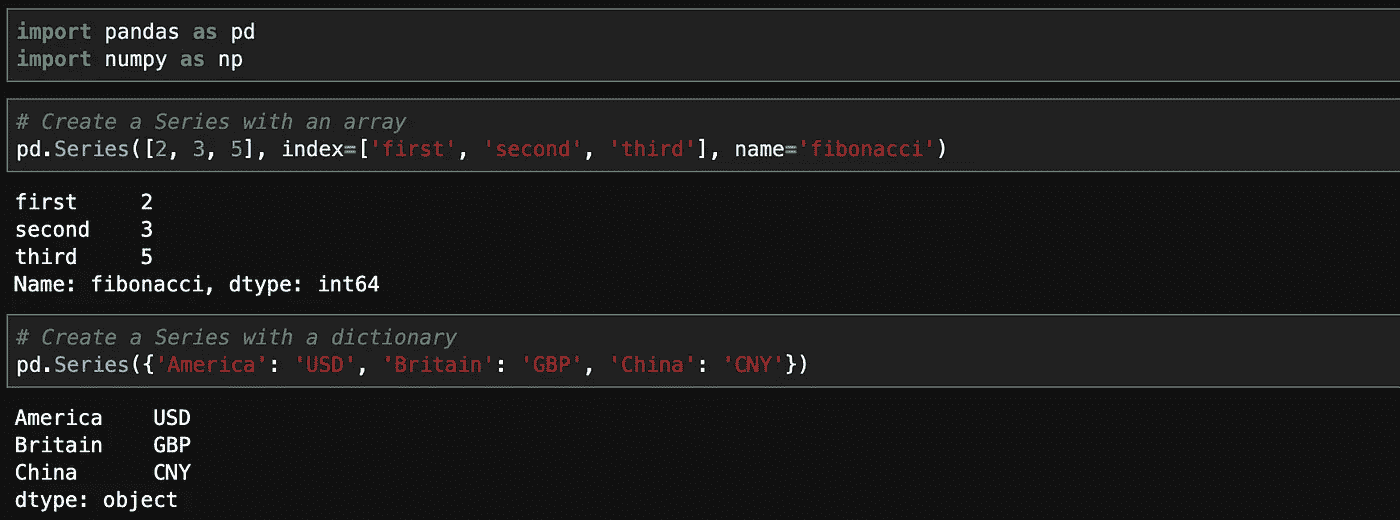 import pandas as pd
import numpy as np
# Create a Series with an array
pd.Series([2, 3, 5], index=['first', 'second', 'third'], name='fibonacci')
first     2
second    3
third     5
Name: fibonacci, dtype: int64
# Create a Series with a dictionary
pd.Series({'America': 'USD', 'Britain': 'GBP', 'China': 'CNY'})
America    USD
Britain    GBP
China      CNY
dtype: object